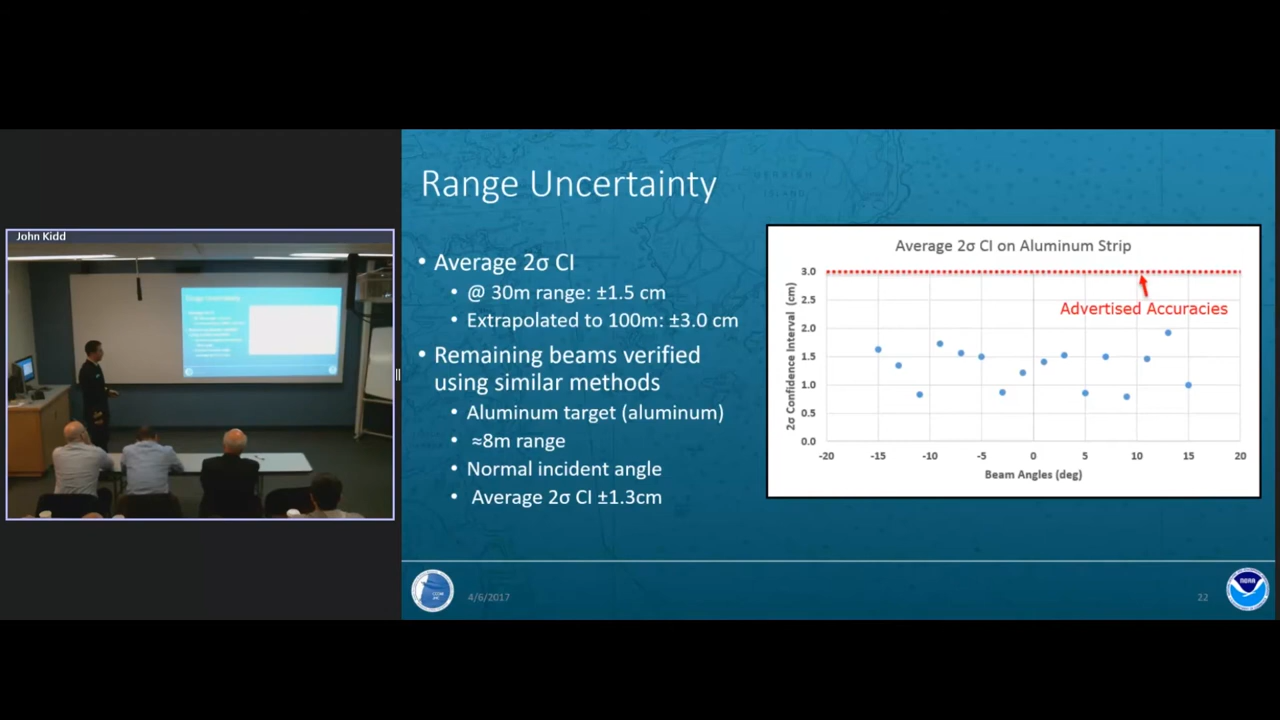 John Kidd
Range Uncertainty
• Average 2σ CI
• @ 30m range: ±1.5 cm
• Extrapolated to 100m: ±3.0 cm
• Remaining beams verified
using similar methods
• Aluminum target (aluminum)
• ≈8m range
• Normal incident angle
• Average 2σ CI ±1.3cm
Average 2σ CI on Aluminum Strip
2σ Confidence Interval (cm)
3.0
2.5
2.0
1.5
1.0
0.5
0.0
Advertised Accuracies
-20 -15 -10 -5 0 5 10 15 20
Beam Angles (deg)
4/6/2017
22
NOAA